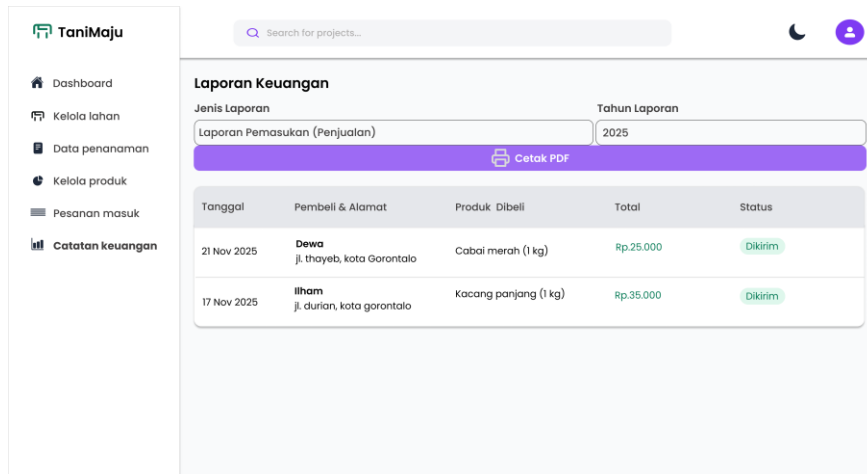 TaniMaju
Search for projects...
Dashboard
Kelola lahan
Data penanaman
Kelola produk
Pesanan masuk
Catatan keuangan
Laporan Keuangan
Jenis Laporan Tahun Laporan
Laporan Pemasukan (Penjualan) 2025
Cetak PDF
Tanggal Pembeli & Alamat Produk Dibeli Total Status
21 Nov 2025 Dewa Cabai merah (1 kg) Rp.25.000 Dikirim
jl. thayeb, kota Gorontalo
17 Nov 2025 Ilham Kacang panjang (1 kg) Rp.35.000 Dikirim
jl. durian, kota gorontalo